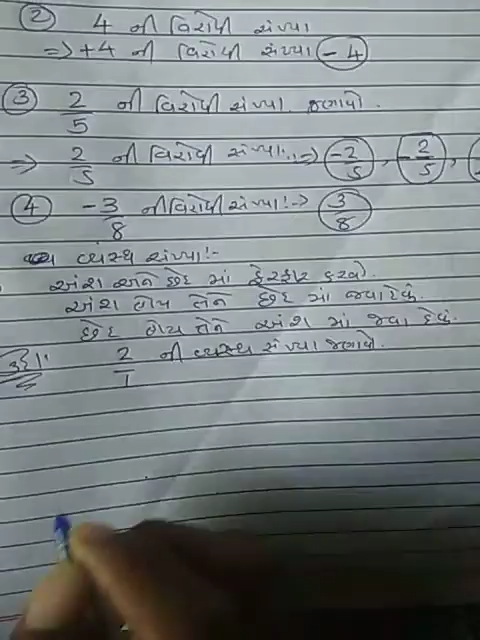 ② 4 ની વિરોધી સંખ્યા
=> +4 ની વિરોધી સંખ્યા -4
③ 2/5 ની વિરોધી સંખ્યા જણાવો.
=> 2/5 ની વિરોધી સંખ્યા :=> -2/5 , -2/5 ,
④ -3/8 ની વિરોધી સંખ્યા :-> 3/8
વ્યસ્થ સંખ્યા :-
અંશ અને છેદ માં ફેરફાર કરવો.
અંશ હોય તેને છેદ માં જવા દેવું.
છેદ હોય તેને અંશ માં જવા દેવું.
ઉદા: 2/1 ની વ્યસ્થ સંખ્યા જણાવો.